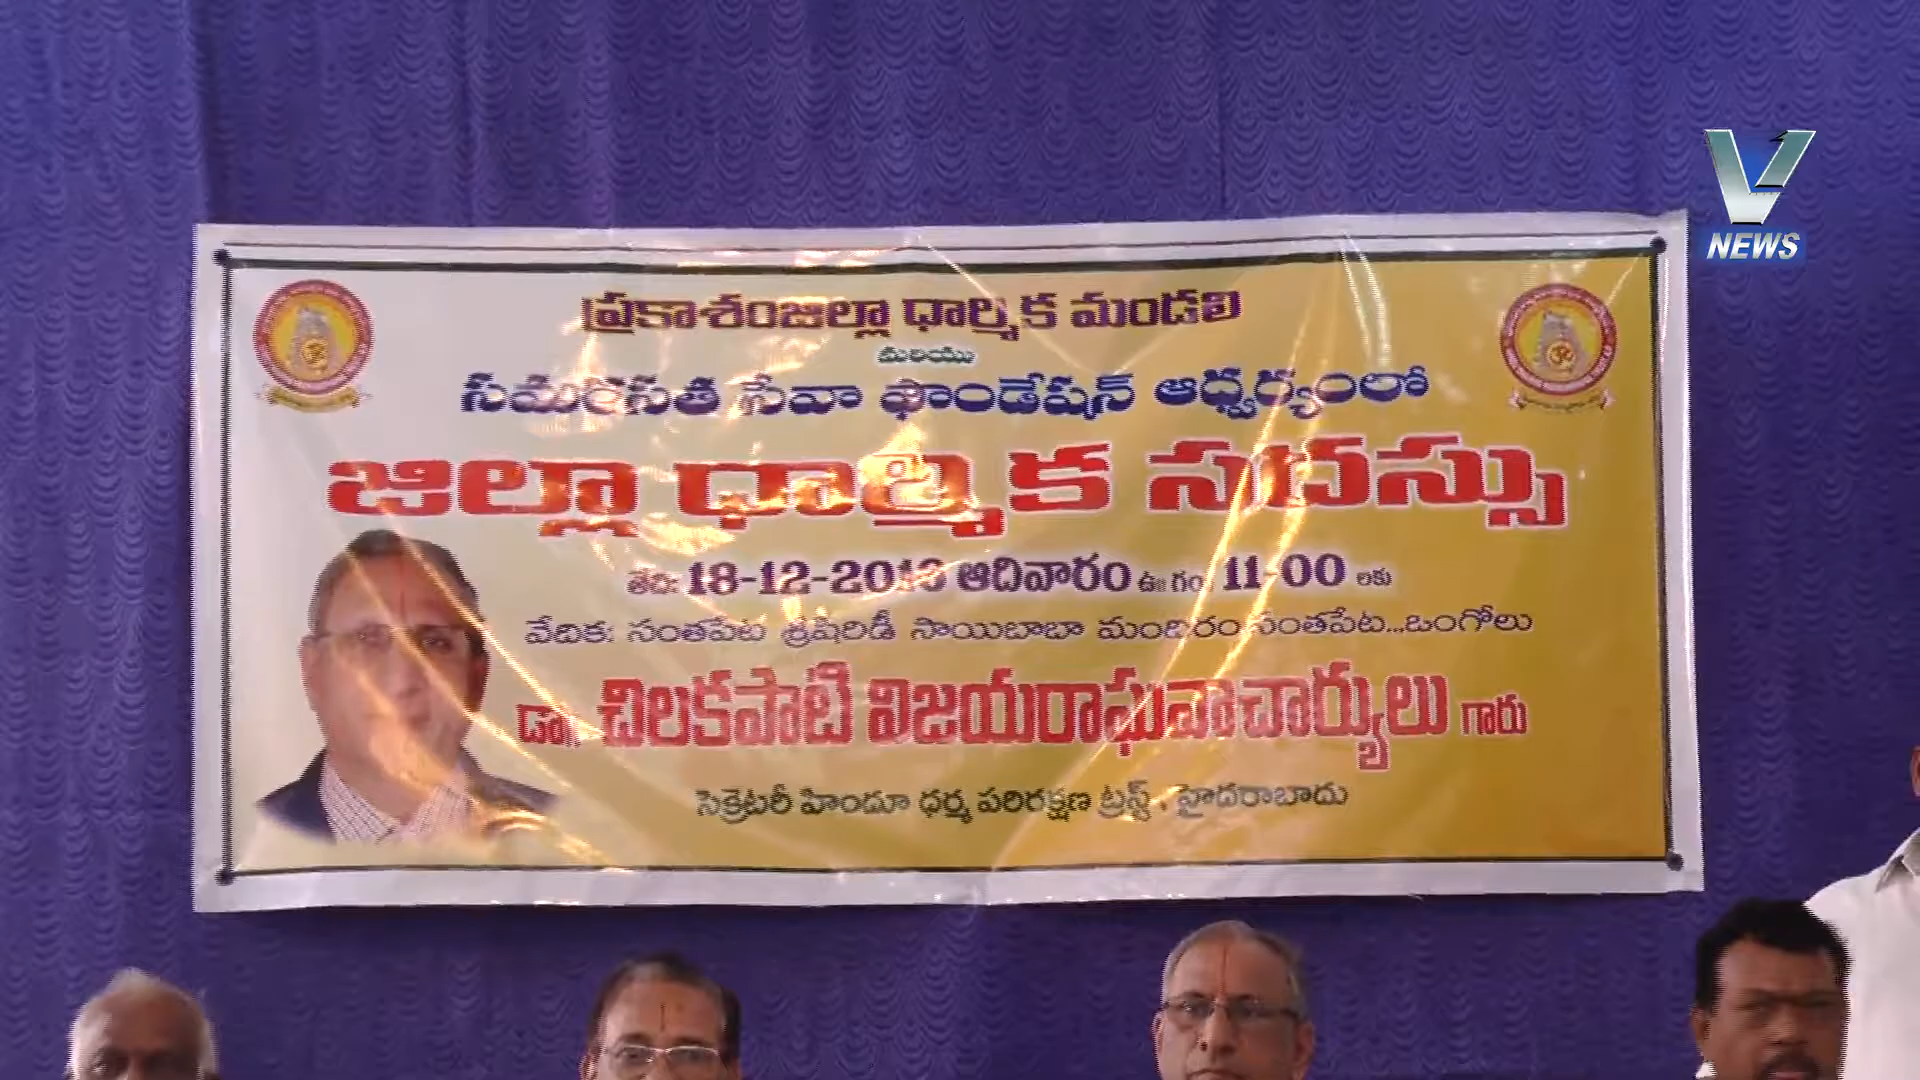 ప్రకాశంజిల్లా ధార్మిక మండలి
మరియు
సమరసత సేవా ఫౌండేషన్ ఆధ్వర్యంలో
జిల్లా ధార్మిక సదస్సు
తేది: 18-12-2016 ఆదివారం ఉ॥ గం. 11-00 లకు
వేదిక: సంతపేట శ్రీషిరిడీ సాయిబాబా మందిరం సంతపేట...ఒంగోలు
డా. చిలకపాటి విజయరాఘవాచార్యులు గారు
సెక్రెటరీ హిందూ ధర్మ పరిరక్షణ ట్రస్ట్, హైదరాబాదు
V
NEWS